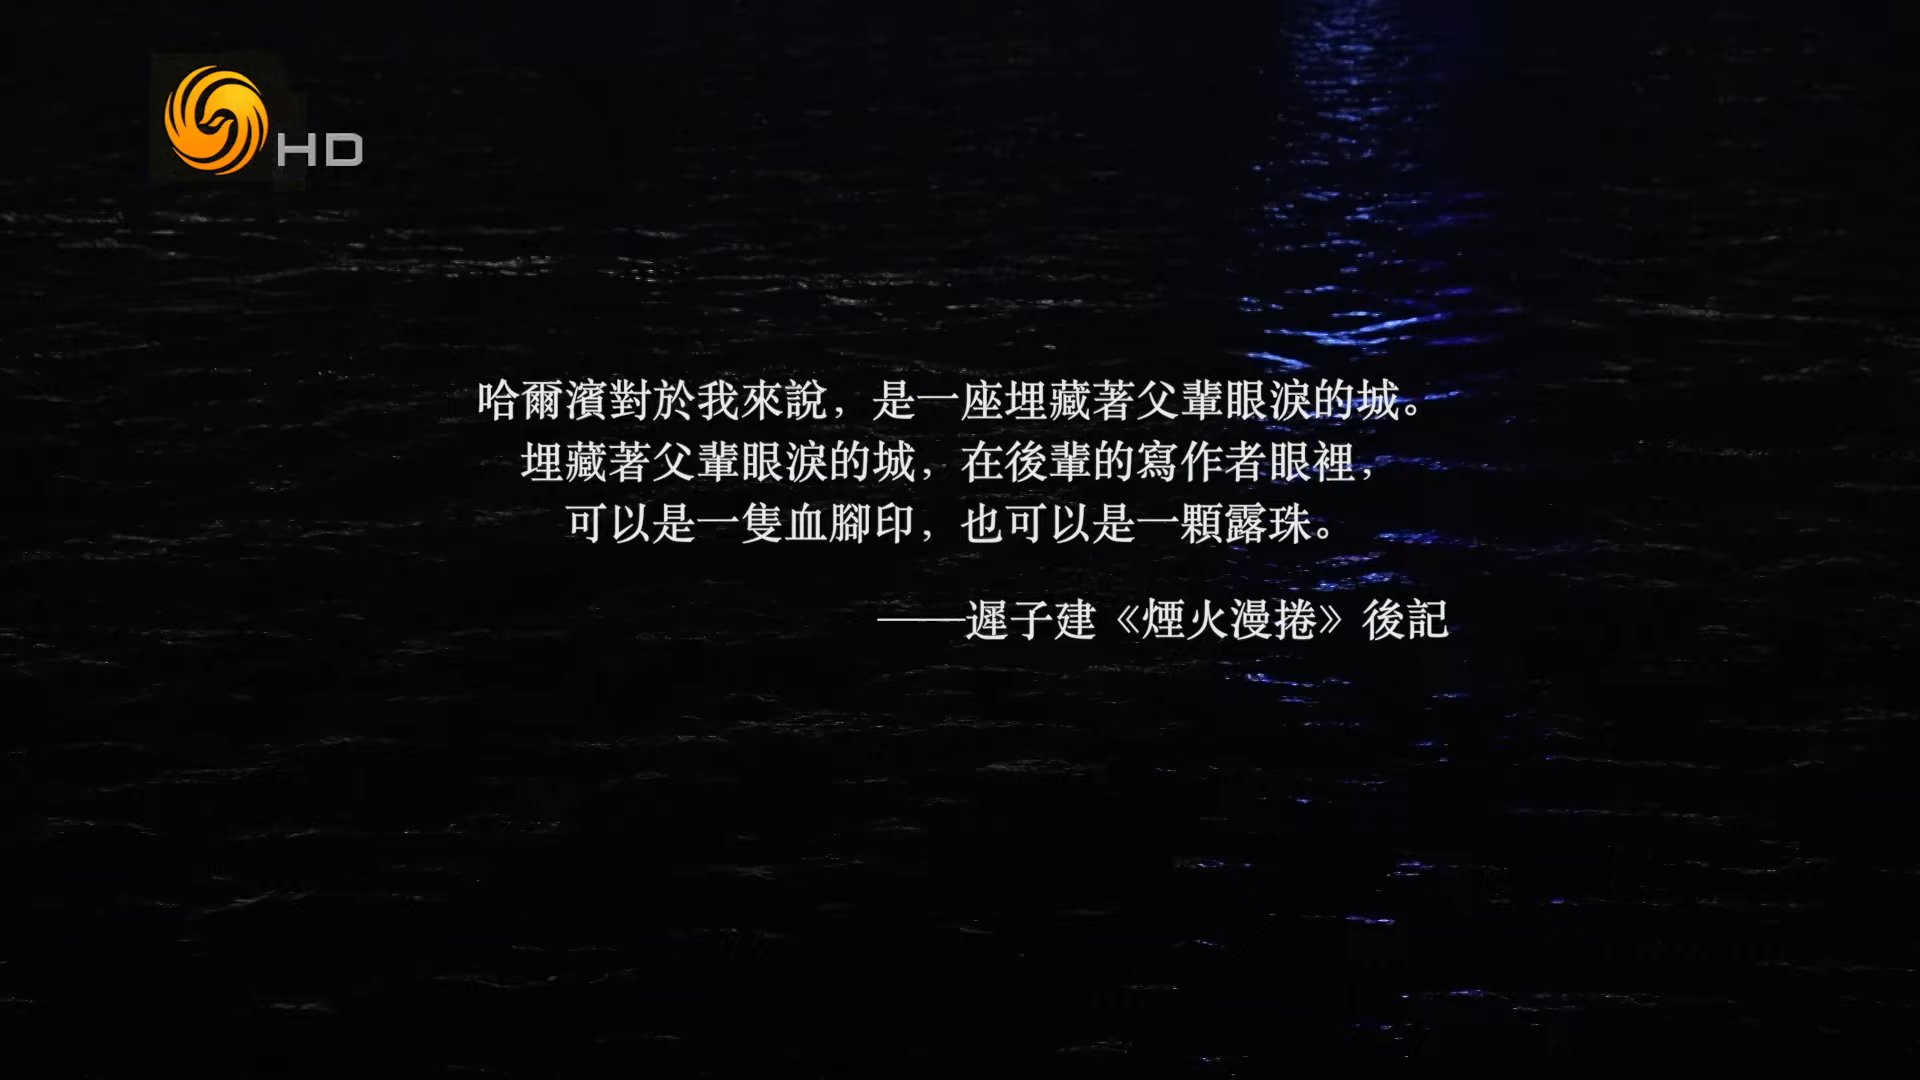 HD
哈爾濱對於我來說，是一座埋藏著父輩眼淚的城。
埋藏著父輩眼淚的城，在後輩的寫作者眼裡，
可以是一隻血腳印，也可以是一顆露珠。
——遲子建《煙火漫捲》後記